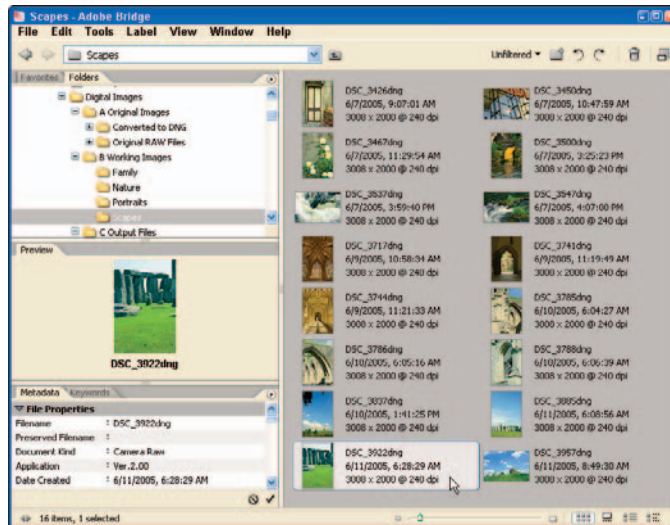 Scapes - Adobe Bridge
File Edit Tools Label View Window Help
Scapes
Unfiltered
Favorites Folders
Digital Images
A Original Images
Converted to DNG
Original RAW Files
B Working Images
Family
Nature
Portraits
Scapes
C Output Files
Preview
DSC_3922dng
Metadata Keywords
File Properties
Filename : DSC_3922dng
Preserved Filename :
Document Kind : Camera Raw
Application : Ver.2.00
Date Created : 6/11/2005, 6:28:29 AM
16 items, 1 selected
DSC_3426dng
6/7/2005, 9:07:01 AM
3008 x 2000 @ 240 dpi
DSC_3450dng
6/7/2005, 10:47:59 AM
3008 x 2000 @ 240 dpi
DSC_3467dng
6/7/2005, 11:29:54 AM
3008 x 2000 @ 240 dpi
DSC_3500dng
6/7/2005, 3:25:23 PM
3008 x 2000 @ 240 dpi
DSC_3537dng
6/7/2005, 3:59:40 PM
3008 x 2000 @ 240 dpi
DSC_3547dng
6/7/2005, 4:07:00 PM
3008 x 2000 @ 240 dpi
DSC_3717dng
6/9/2005, 10:58:34 AM
3008 x 2000 @ 240 dpi
DSC_3741dng
6/9/2005, 11:19:49 AM
3008 x 2000 @ 240 dpi
DSC_3744dng
6/9/2005, 11:21:33 AM
3008 x 2000 @ 240 dpi
DSC_3785dng
6/10/2005, 6:04:27 AM
3008 x 2000 @ 240 dpi
DSC_3786dng
6/10/2005, 6:05:16 AM
3008 x 2000 @ 240 dpi
DSC_3788dng
6/10/2005, 6:06:39 AM
3008 x 2000 @ 240 dpi
DSC_3837dng
6/10/2005, 1:41:25 PM
3008 x 2000 @ 240 dpi
DSC_3885dng
6/11/2005, 6:08:56 AM
3008 x 2000 @ 240 dpi
DSC_3922dng
6/11/2005, 6:28:29 AM
3008 x 2000 @ 240 dpi
DSC_3957dng
6/11/2005, 8:49:30 AM
3008 x 2000 @ 240 dpi